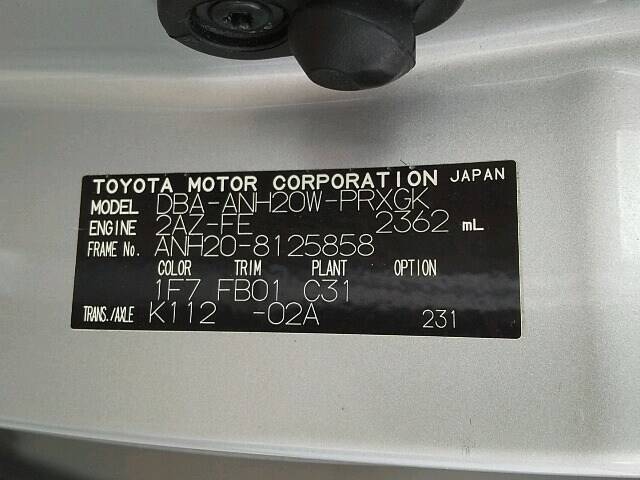 TOYOTA MOTOR CORPORATION JAPAN
MODEL DBA-ANH20W-PRXGK
ENGINE 2AZ-FE 2362 mL
FRAME No. ANH20-8125858
COLOR TRIM PLANT OPTION
1F7 FB01 C31
TRANS./AXLE K112 -02A 231